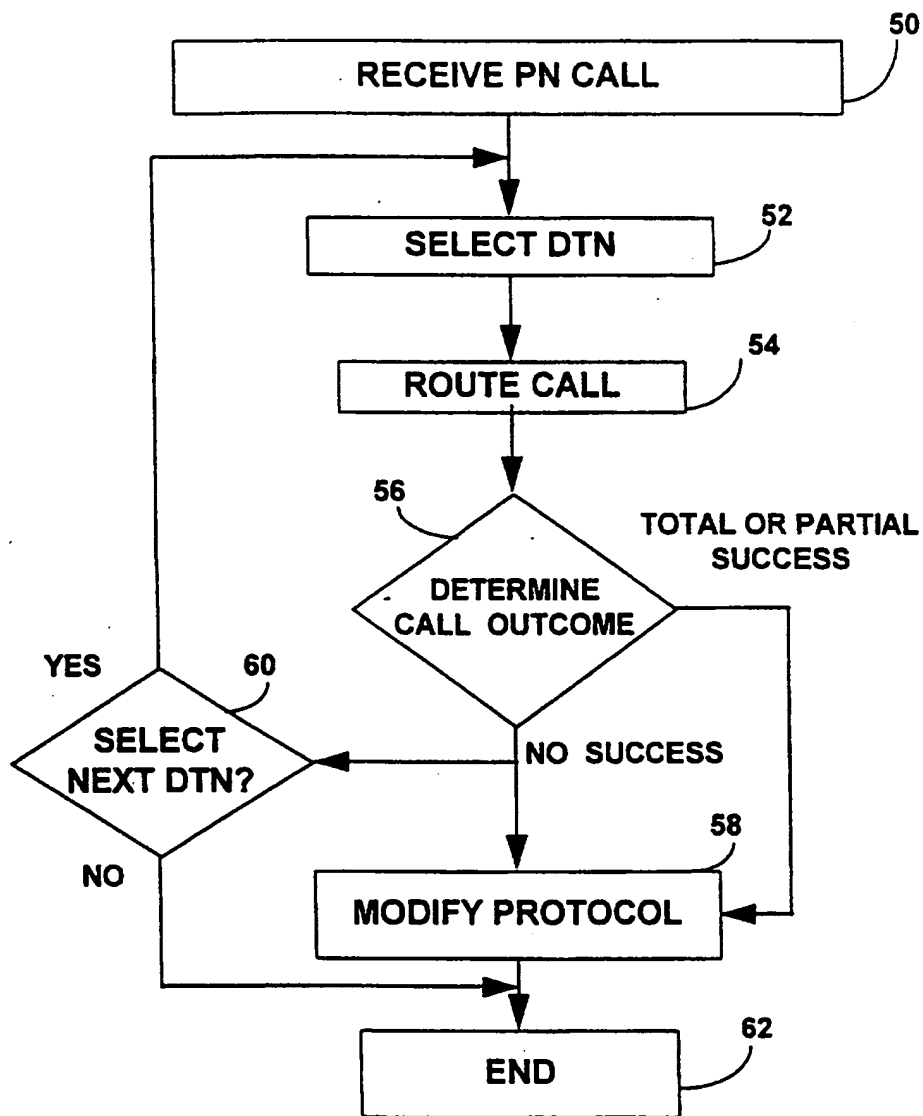 50
RECEIVE PN CALL
52
SELECT DTN
54
ROUTE CALL
56
TOTAL OR PARTIAL
SUCCESS
DETERMINE
CALL OUTCOME
YES
60
SELECT
NEXT DTN?
NO SUCCESS
58
NO
MODIFY PROTOCOL
62
END